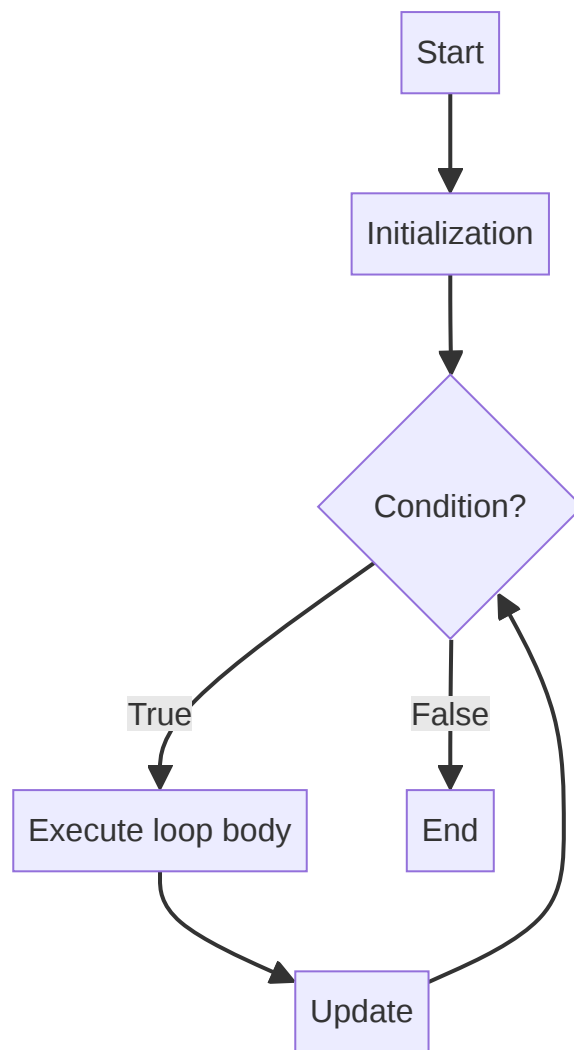 Start
Initialization
Condition?
True
False
Execute loop body
End
Update